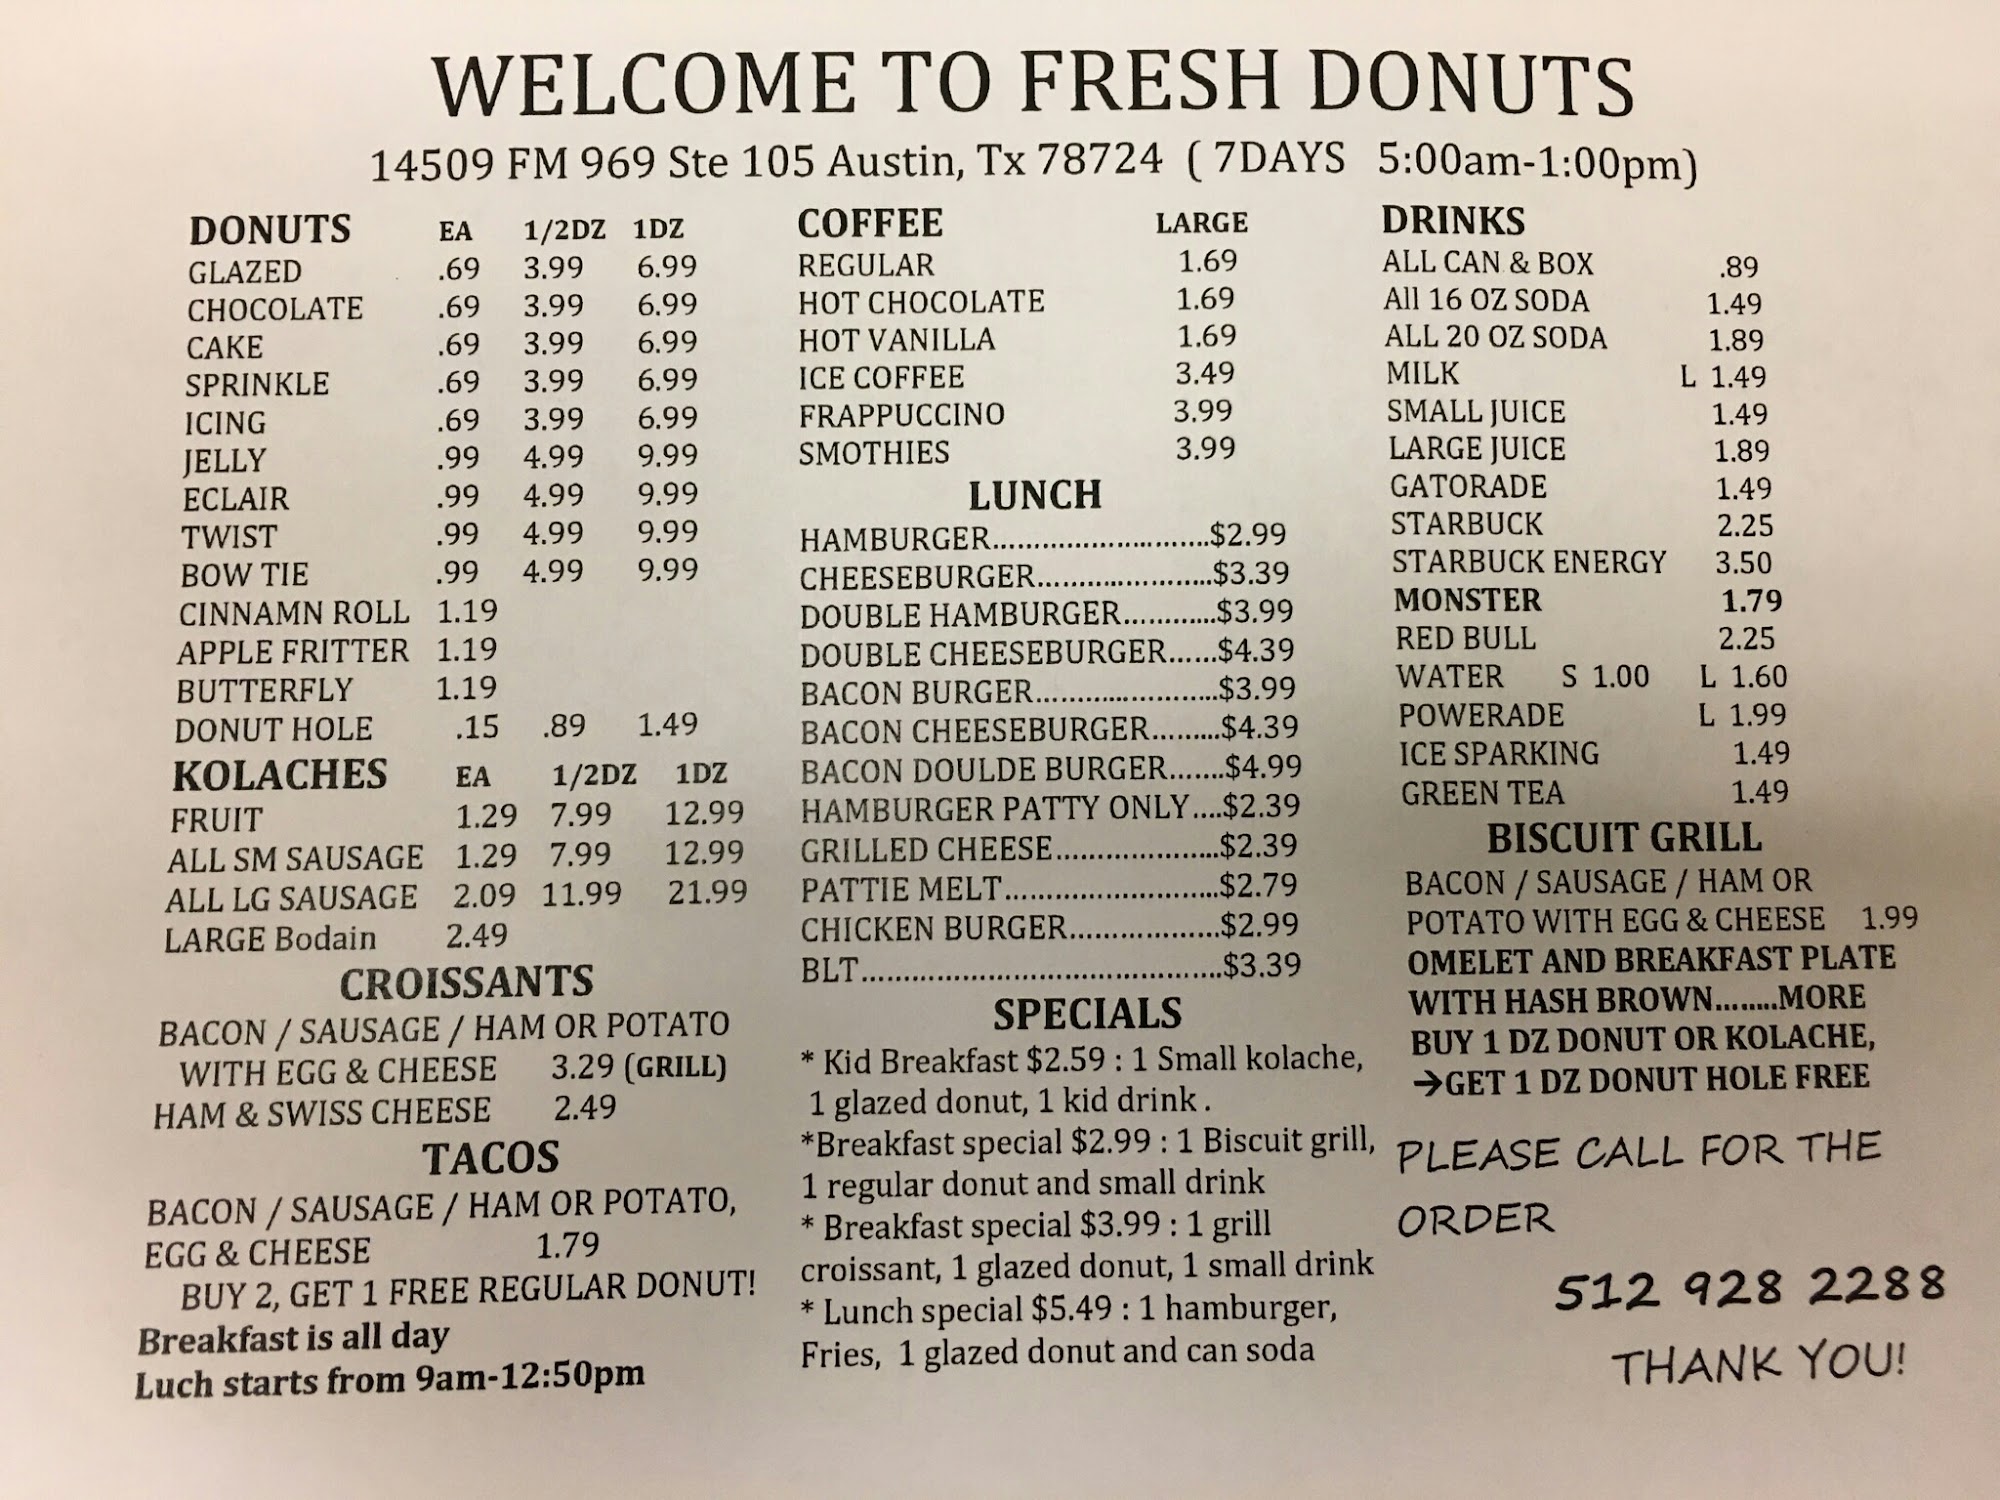 WELCOME TO FRESH DONUTS
14509 FM 969 Ste 105 Austin, Tx 78724 ( 7DAYS 5:00am-1:00pm)
DONUTS EA 1/2DZ 1DZ
GLAZED .69 3.99 6.99
CHOCOLATE .69 3.99 6.99
CAKE .69 3.99 6.99
SPRINKLE .69 3.99 6.99
ICING .69 3.99 6.99
JELLY .99 4.99 9.99
ECLAIR .99 4.99 9.99
TWIST .99 4.99 9.99
BOW TIE .99 4.99 9.99
CINNAMN ROLL 1.19
APPLE FRITTER 1.19
BUTTERFLY 1.19
DONUT HOLE .15 .89 1.49
KOLACHES EA 1/2DZ 1DZ
FRUIT 1.29 7.99 12.99
ALL SM SAUSAGE 1.29 7.99 12.99
ALL LG SAUSAGE 2.09 11.99 21.99
LARGE Bodain 2.49
CROISSANTS
BACON / SAUSAGE / HAM OR POTATO
WITH EGG & CHEESE 3.29 (GRILL)
HAM & SWISS CHEESE 2.49
TACOS
BACON / SAUSAGE / HAM OR POTATO,
EGG & CHEESE 1.79
BUY 2, GET 1 FREE REGULAR DONUT!
Breakfast is all day
Luch starts from 9am-12:50pm
COFFEE LARGE
REGULAR 1.69
HOT CHOCOLATE 1.69
HOT VANILLA 1.69
ICE COFFEE 3.49
FRAPPUCCINO 3.99
SMOTHIES 3.99
LUNCH
HAMBURGER............................$2.99
CHEESEBURGER.......................$3.39
DOUBLE HAMBURGER............$3.99
DOUBLE CHEESEBURGER......$4.39
BACON BURGER........................$3.99
BACON CHEESEBURGER.........$4.39
BACON DOULDE BURGER.......$4.99
HAMBURGER PATTY ONLY....$2.39
GRILLED CHEESE.....................$2.39
PATTIE MELT............................$2.79
CHICKEN BURGER...................$2.99
BLT..............................................$3.39
SPECIALS
* Kid Breakfast $2.59 : 1 Small kolache,
1 glazed donut, 1 kid drink .
*Breakfast special $2.99 : 1 Biscuit grill,
1 regular donut and small drink
* Breakfast special $3.99 : 1 grill
croissant, 1 glazed donut, 1 small drink
* Lunch special $5.49 : 1 hamburger,
Fries, 1 glazed donut and can soda
DRINKS
ALL CAN & BOX .89
All 16 OZ SODA 1.49
ALL 20 OZ SODA 1.89
MILK L 1.49
SMALL JUICE 1.49
LARGE JUICE 1.89
GATORADE 1.49
STARBUCK 2.25
STARBUCK ENERGY 3.50
MONSTER 1.79
RED BULL 2.25
WATER S 1.00 L 1.60
POWERADE L 1.99
ICE SPARKING 1.49
GREEN TEA 1.49
BISCUIT GRILL
BACON / SAUSAGE / HAM OR
POTATO WITH EGG & CHEESE 1.99
OMELET AND BREAKFAST PLATE
WITH HASH BROWN........MORE
BUY 1 DZ DONUT OR KOLACHE,
→GET 1 DZ DONUT HOLE FREE
PLEASE CALL FOR THE
ORDER
512 928 2288
THANK YOU!